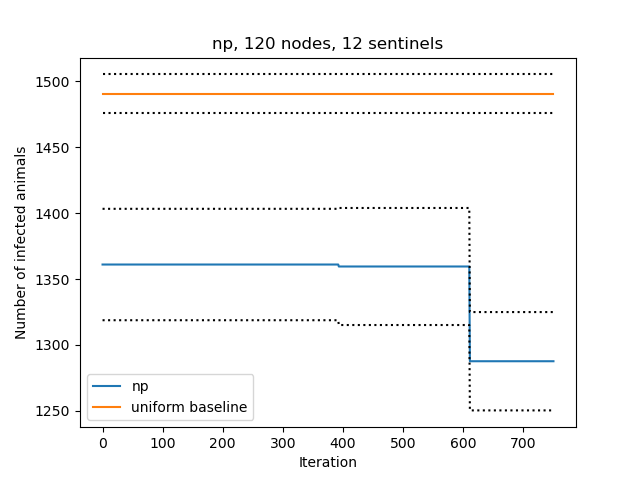 np, 120 nodes, 12 sentinels
Number of infected animals
1500
1450
1400
1350
1300
1250
np
uniform baseline
0 100 200 300 400 500 600 700
Iteration